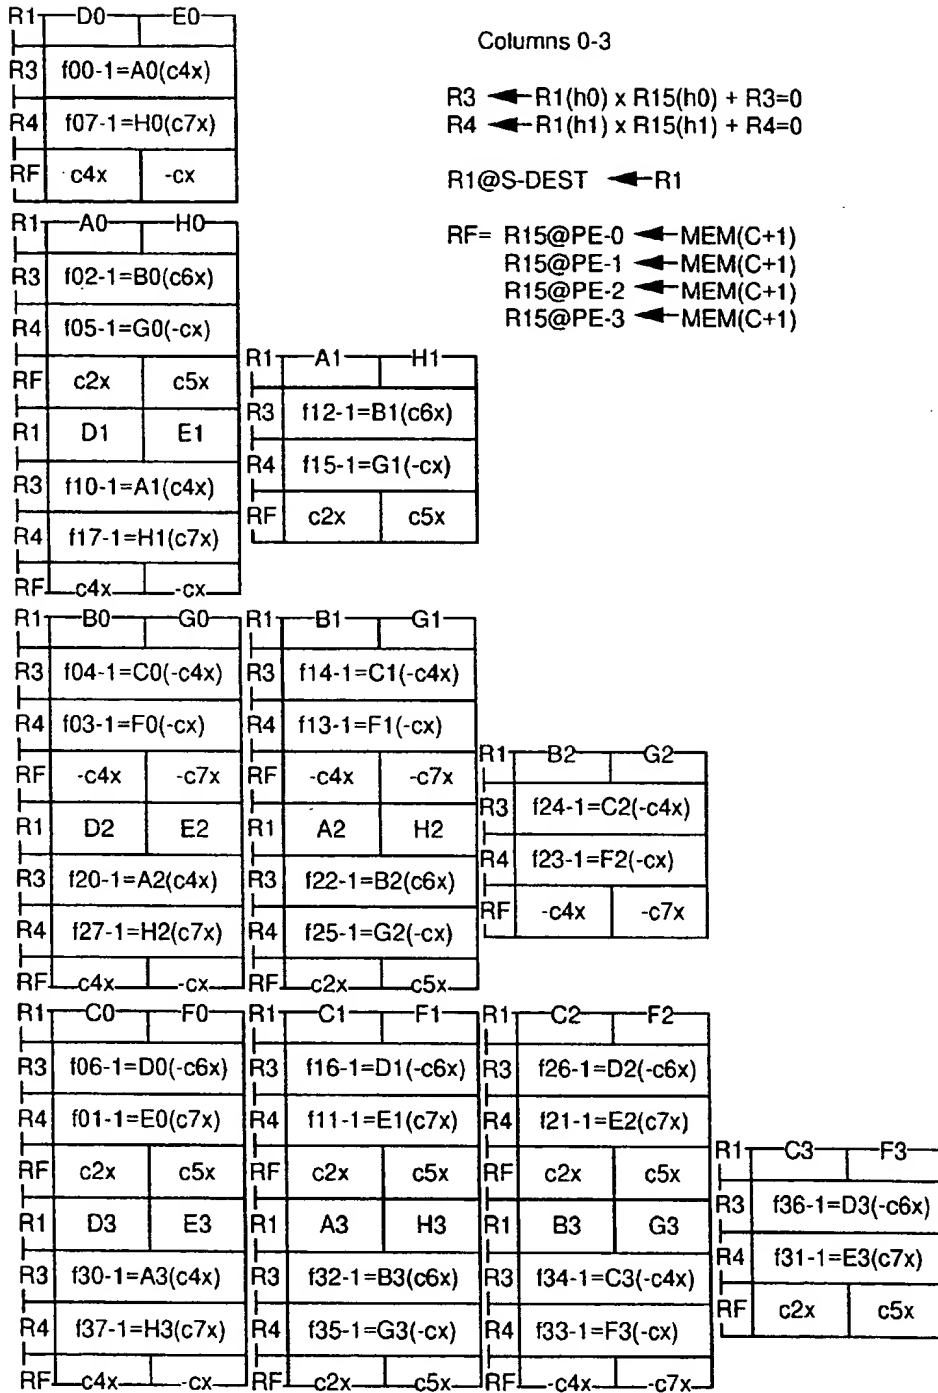 R1 D0 E0
R3 f00-1=A0(c4x)
R4 f07-1=H0(c7x)
RF c4x -cx
Columns 0-3
R3 ◄— R1(h0) x R15(h0) + R3=0
R4 ◄— R1(h1) x R15(h1) + R4=0
R1@S-DEST ◄— R1
RF= R15@PE-0 ◄— MEM(C+1)
R15@PE-1 ◄— MEM(C+1)
R15@PE-2 ◄— MEM(C+1)
R15@PE-3 ◄— MEM(C+1)
R1 A0 H0
R3 f02-1=B0(c6x)
R4 f05-1=G0(-cx)
RF c2x c5x
R1 D1 E1
R3 f10-1=A1(c4x)
R4 f17-1=H1(c7x)
RF c4x -cx
R1 A1 H1
R3 f12-1=B1(c6x)
R4 f15-1=G1(-cx)
RF c2x c5x
R1 B0 G0
R3 f04-1=C0(-c4x)
R4 f03-1=F0(-cx)
RF -c4x -c7x
R1 D2 E2
R3 f20-1=A2(c4x)
R4 f27-1=H2(c7x)
RF c4x -cx
R1 B1 G1
R3 f14-1=C1(-c4x)
R4 f13-1=F1(-cx)
RF -c4x -c7x
R1 A2 H2
R3 f22-1=B2(c6x)
R4 f25-1=G2(-cx)
RF c2x c5x
R1 B2 G2
R3 f24-1=C2(-c4x)
R4 f23-1=F2(-cx)
RF -c4x -c7x
R1 C0 F0
R3 f06-1=D0(-c6x)
R4 f01-1=E0(c7x)
RF c2x c5x
R1 D3 E3
R3 f30-1=A3(c4x)
R4 f37-1=H3(c7x)
RF c4x -cx
R1 C1 F1
R3 f16-1=D1(-c6x)
R4 f11-1=E1(c7x)
RF c2x c5x
R1 A3 H3
R3 f32-1=B3(c6x)
R4 f35-1=G3(-cx)
RF c2x c5x
R1 C2 F2
R3 f26-1=D2(-c6x)
R4 f21-1=E2(c7x)
RF c2x c5x
R1 B3 G3
R3 f34-1=C3(-c4x)
R4 f33-1=F3(-cx)
RF -c4x -c7x
R1 C3 F3
R3 f36-1=D3(-c6x)
R4 f31-1=E3(c7x)
RF c2x c5x